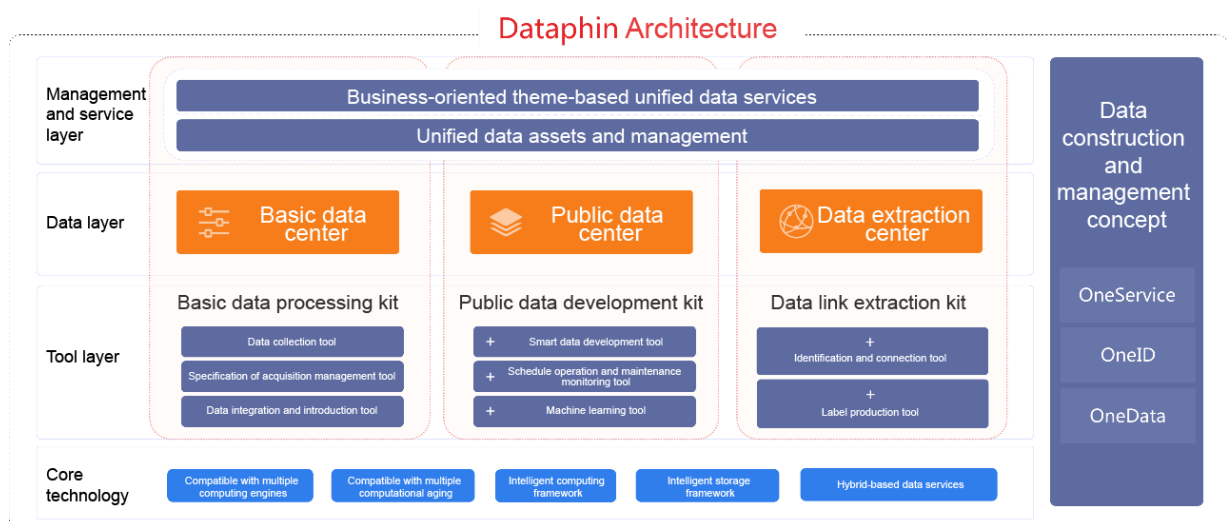 Dataphin Architecture
Management
and service
layer
Business-oriented theme-based unified data services
Unified data assets and management
Data layer
Basic data
center
Public data
center
Data extraction
center
Tool layer
Basic data processing kit
Data collection tool
Specification of acquisition management tool
Data integration and introduction tool
Public data development kit
+ Smart data development tool
+ Schedule operation and maintenance
monitoring tool
+ Machine learning tool
Data link extraction kit
+
Identification and connection tool
+
Label production tool
Core
technology
Compatible with multiple
computing engines
Compatible with multiple
computational aging
Intelligent computing
framework
Intelligent storage
framework
Hybrid-based data services
Data
construction
and
management
concept
OneService
OneID
OneData